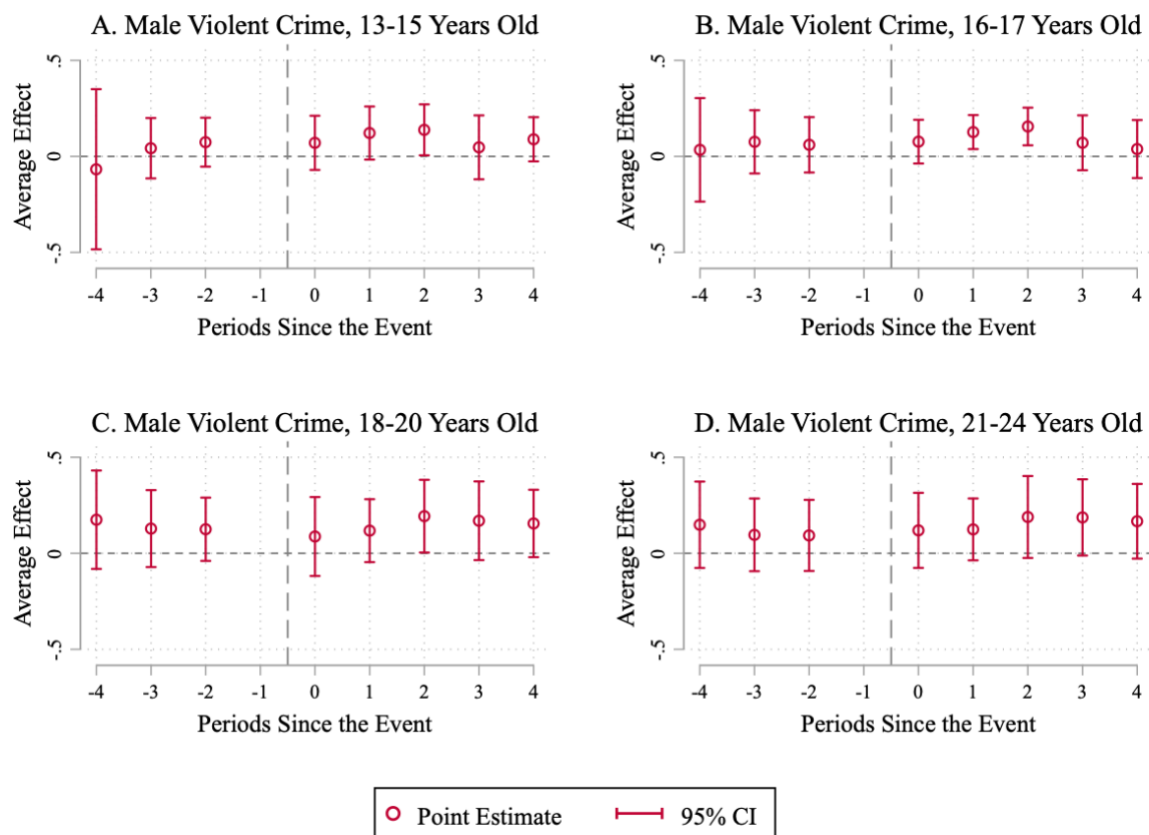 A. Male Violent Crime, 13-15 Years Old
Average Effect
.5
0
-.5
-4 -3 -2 -1 0 1 2 3 4
Periods Since the Event
B. Male Violent Crime, 16-17 Years Old
Average Effect
.5
0
-.5
-4 -3 -2 -1 0 1 2 3 4
Periods Since the Event
C. Male Violent Crime, 18-20 Years Old
Average Effect
.5
0
-.5
-4 -3 -2 -1 0 1 2 3 4
Periods Since the Event
D. Male Violent Crime, 21-24 Years Old
Average Effect
.5
0
-.5
-4 -3 -2 -1 0 1 2 3 4
Periods Since the Event
Point Estimate 95% CI